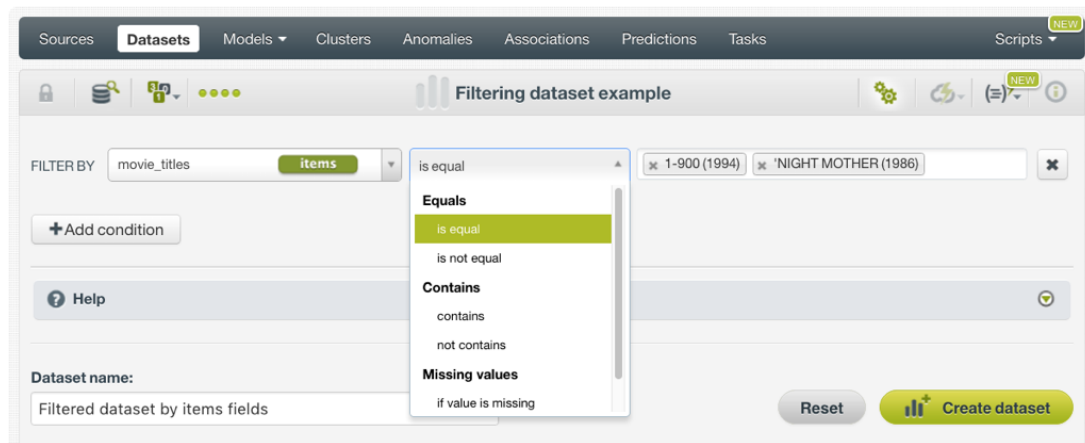 NEW
Sources Datasets Models Clusters Anomalies Associations Predictions Tasks Scripts
Filtering dataset example NEW
FILTER BY movie_titles items is equal 1-900 (1994) 'NIGHT MOTHER (1986)
Equals
is equal
Add condition
is not equal
Contains
Help
contains
not contains
Missing values
Dataset name:
if value is missing
Filtered dataset by items fields
Reset Create dataset